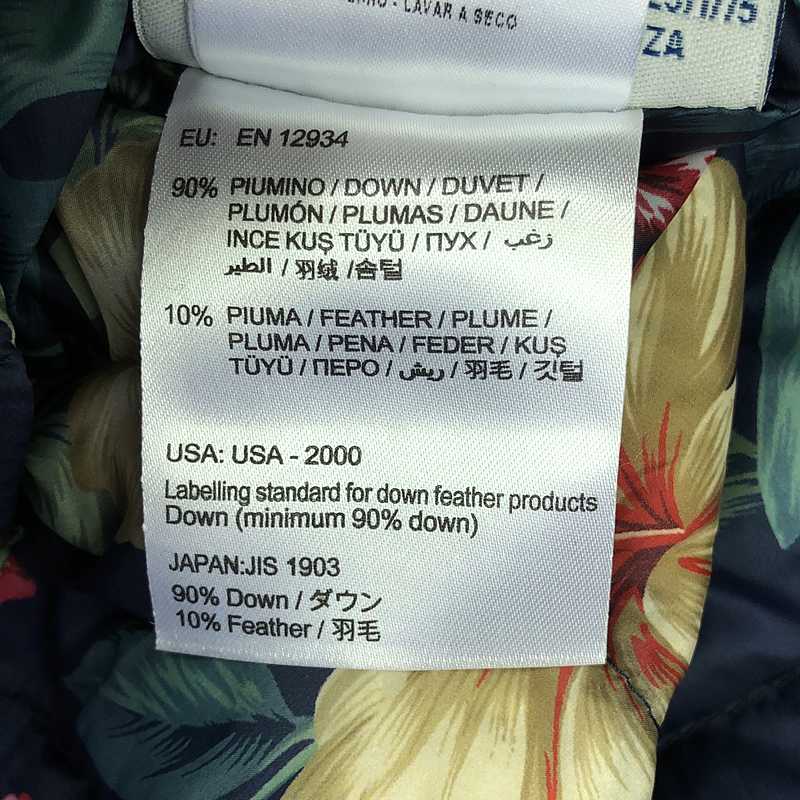 LAVAR A SECO
ZA
EU: EN 12934
90% PIUMINO / DOWN / DUVET /
PLUMÓN / PLUMAS / DAUNE /
INCE KUŞ TÜYÜ / ПУХ / زغب
الطير / 羽绒 /솜털
10% PIUMA / FEATHER / PLUME /
PLUMA / PENA / FEDER / KUŞ
TÜYÜ / ПЕРО / ريش / 羽毛 / 깃털
USA: USA - 2000
Labelling standard for down feather products
Down (minimum 90% down)
JAPAN:JIS 1903
90% Down / ダウン
10% Feather / 羽毛